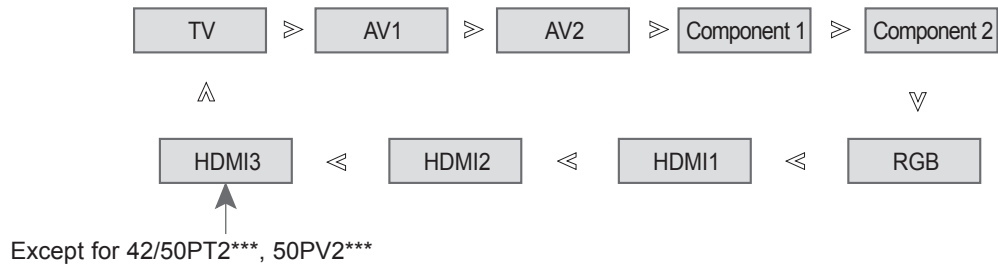 TV
AV1
AV2
Component 1
Component 2
HDMI3
HDMI2
HDMI1
RGB
Except for 42/50PT2***, 50PV2***